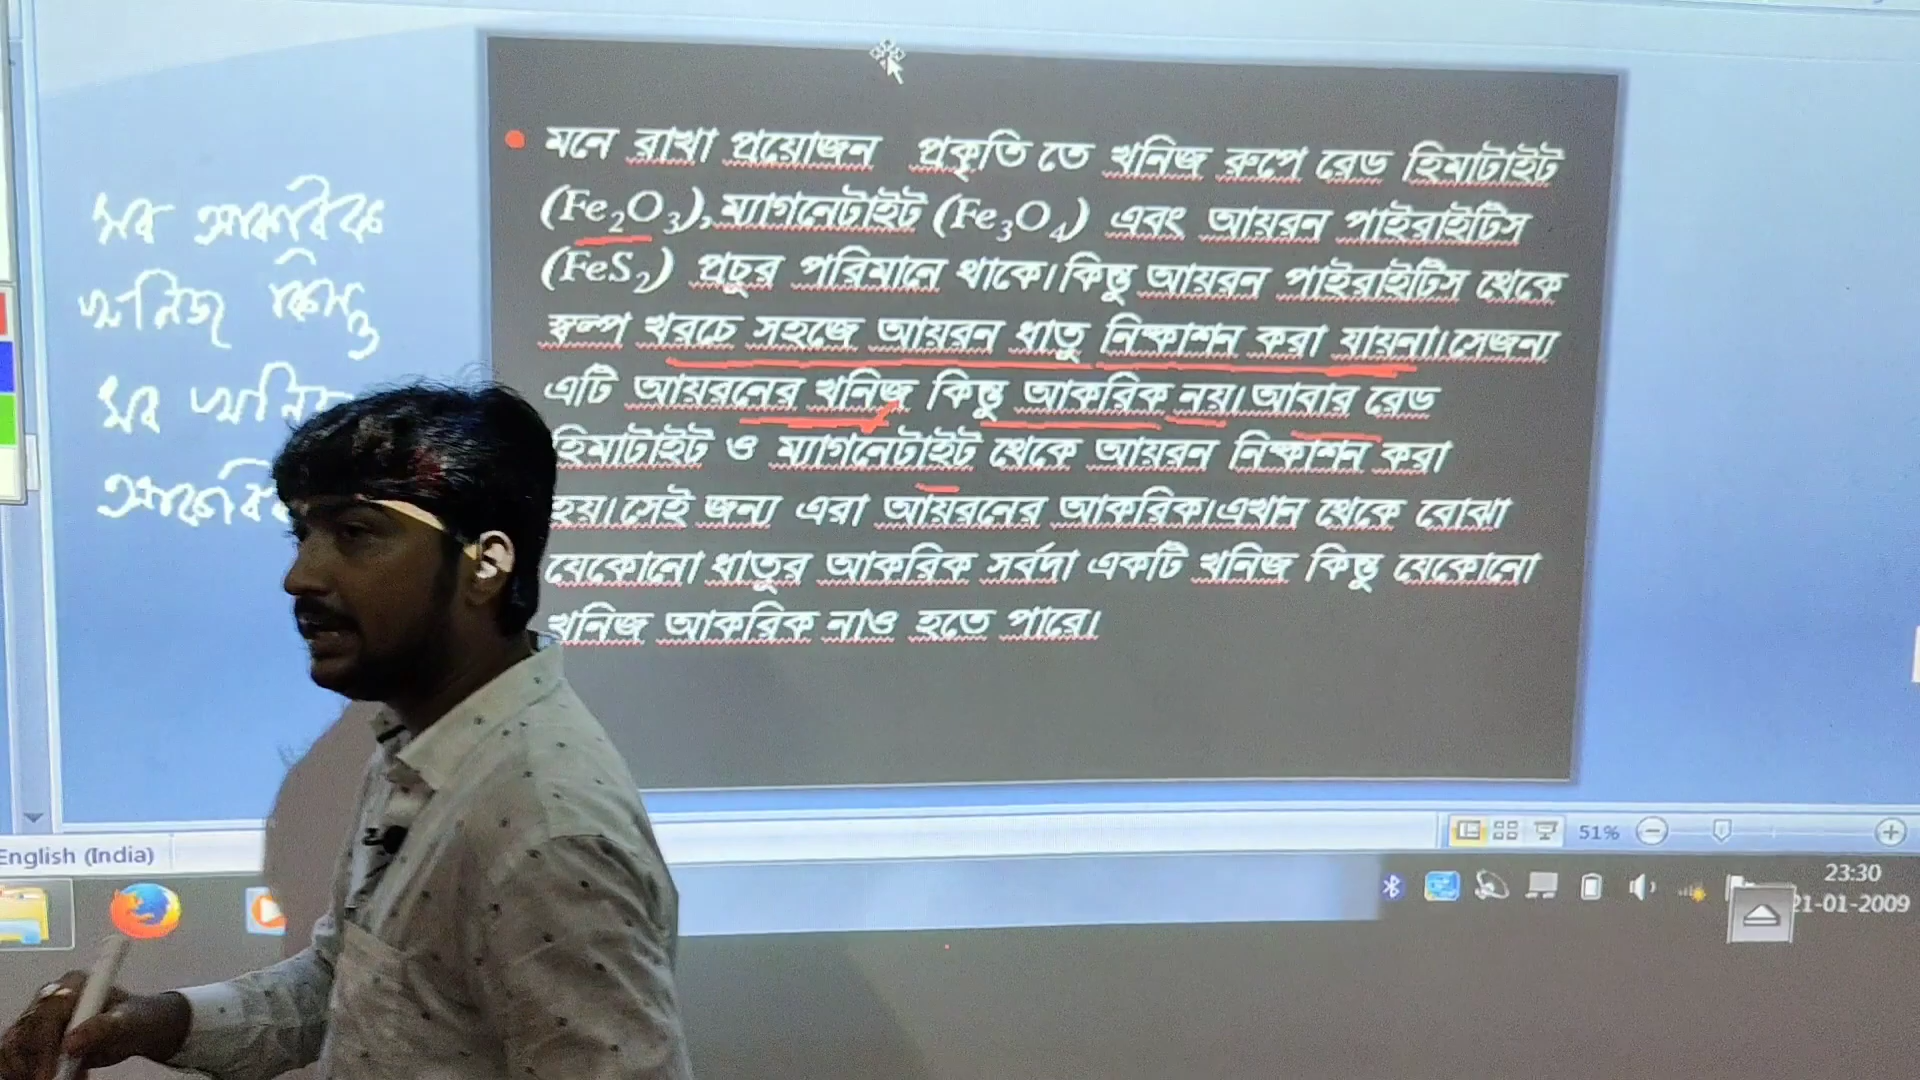 মনে রাখা প্রয়োজন প্রকৃতি তে খনিজ রুপে রেড হিমাটাইট
(Fe₂O₃),ম্যাগনেটাইট (Fe₃O₄) এবং আয়রন পাইরাইটিস
(FeS₂) প্রচুর পরিমানে থাকে।কিন্তু আয়রন পাইরাইটিস থেকে
স্বল্প খরচে সহজে আয়রন ধাতু নিষ্কাশন করা যায়না।সেজন্য
এটি আয়রনের খনিজ কিন্তু আকরিক নয়।আবার রেড
হিমাটাইট ও ম্যাগনেটাইট থেকে আয়রন নিষ্কাশন করা
হয়।সেই জন্য এরা আয়রনের আকরিক।এখান থেকে বোঝা
যেকোনো ধাতুর আকরিক সর্বদা একটি খনিজ কিন্তু যেকোনো
খনিজ আকরিক নাও হতে পারে।
সব আকরিক
খনিজ কিন্তু
সব
English (India)
51%
23:30
21-01-2009